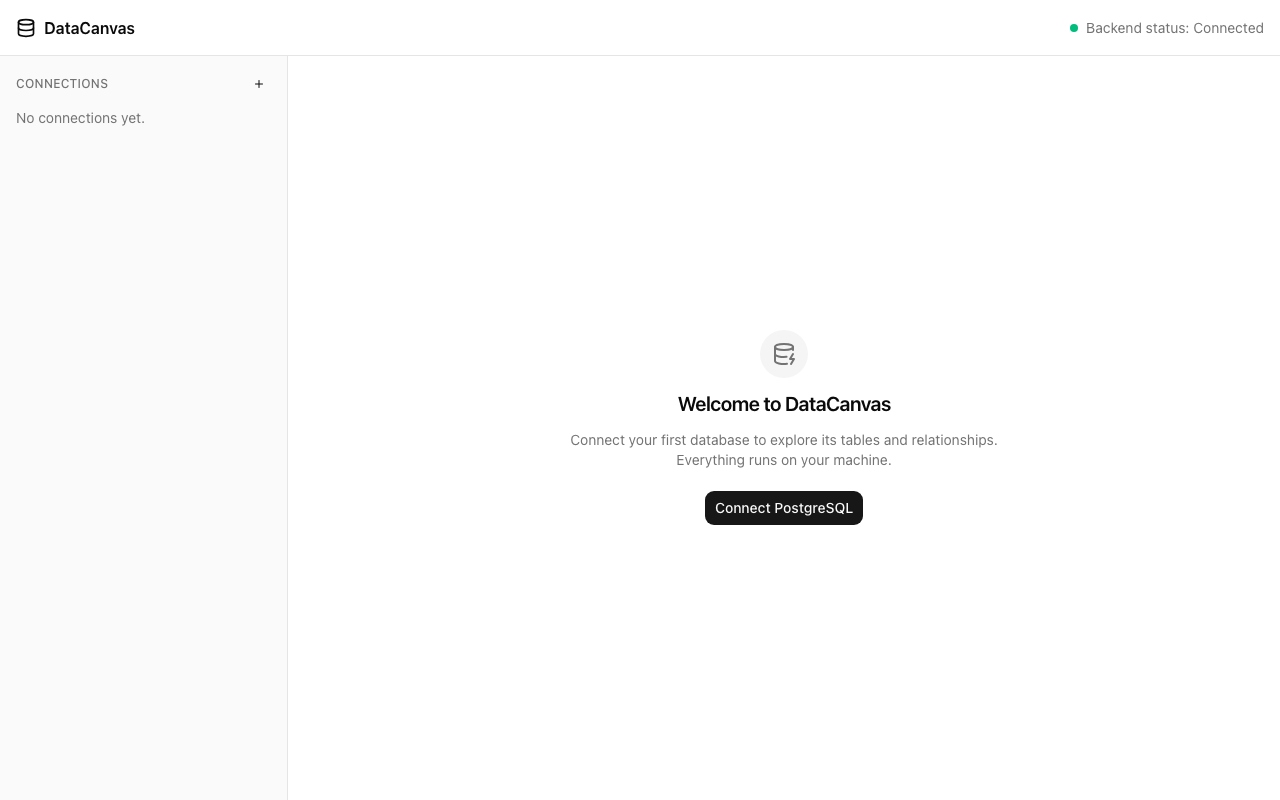 DataCanvas
Backend status: Connected
CONNECTIONS
No connections yet.
Welcome to DataCanvas
Connect your first database to explore its tables and relationships.
Everything runs on your machine.
Connect PostgreSQL